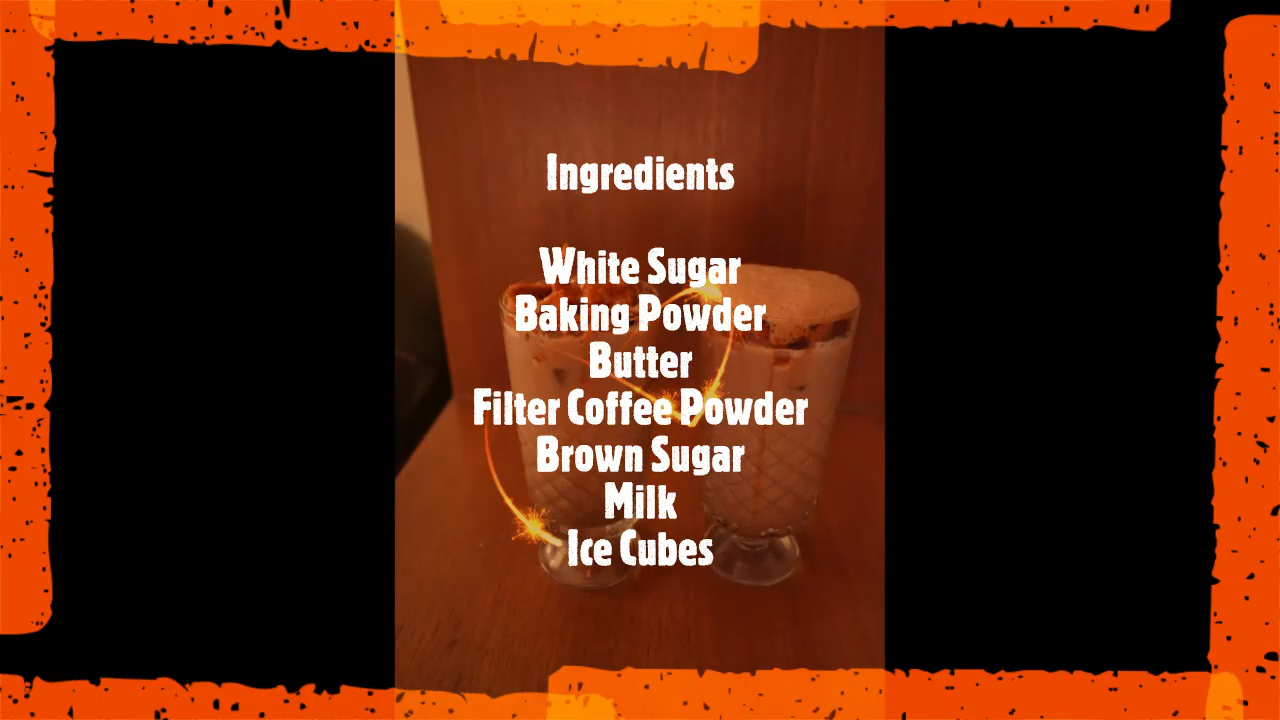 Ingredients
White Sugar
Baking Powder
Butter
Filter Coffee Powder
Brown Sugar
Milk
Ice Cubes